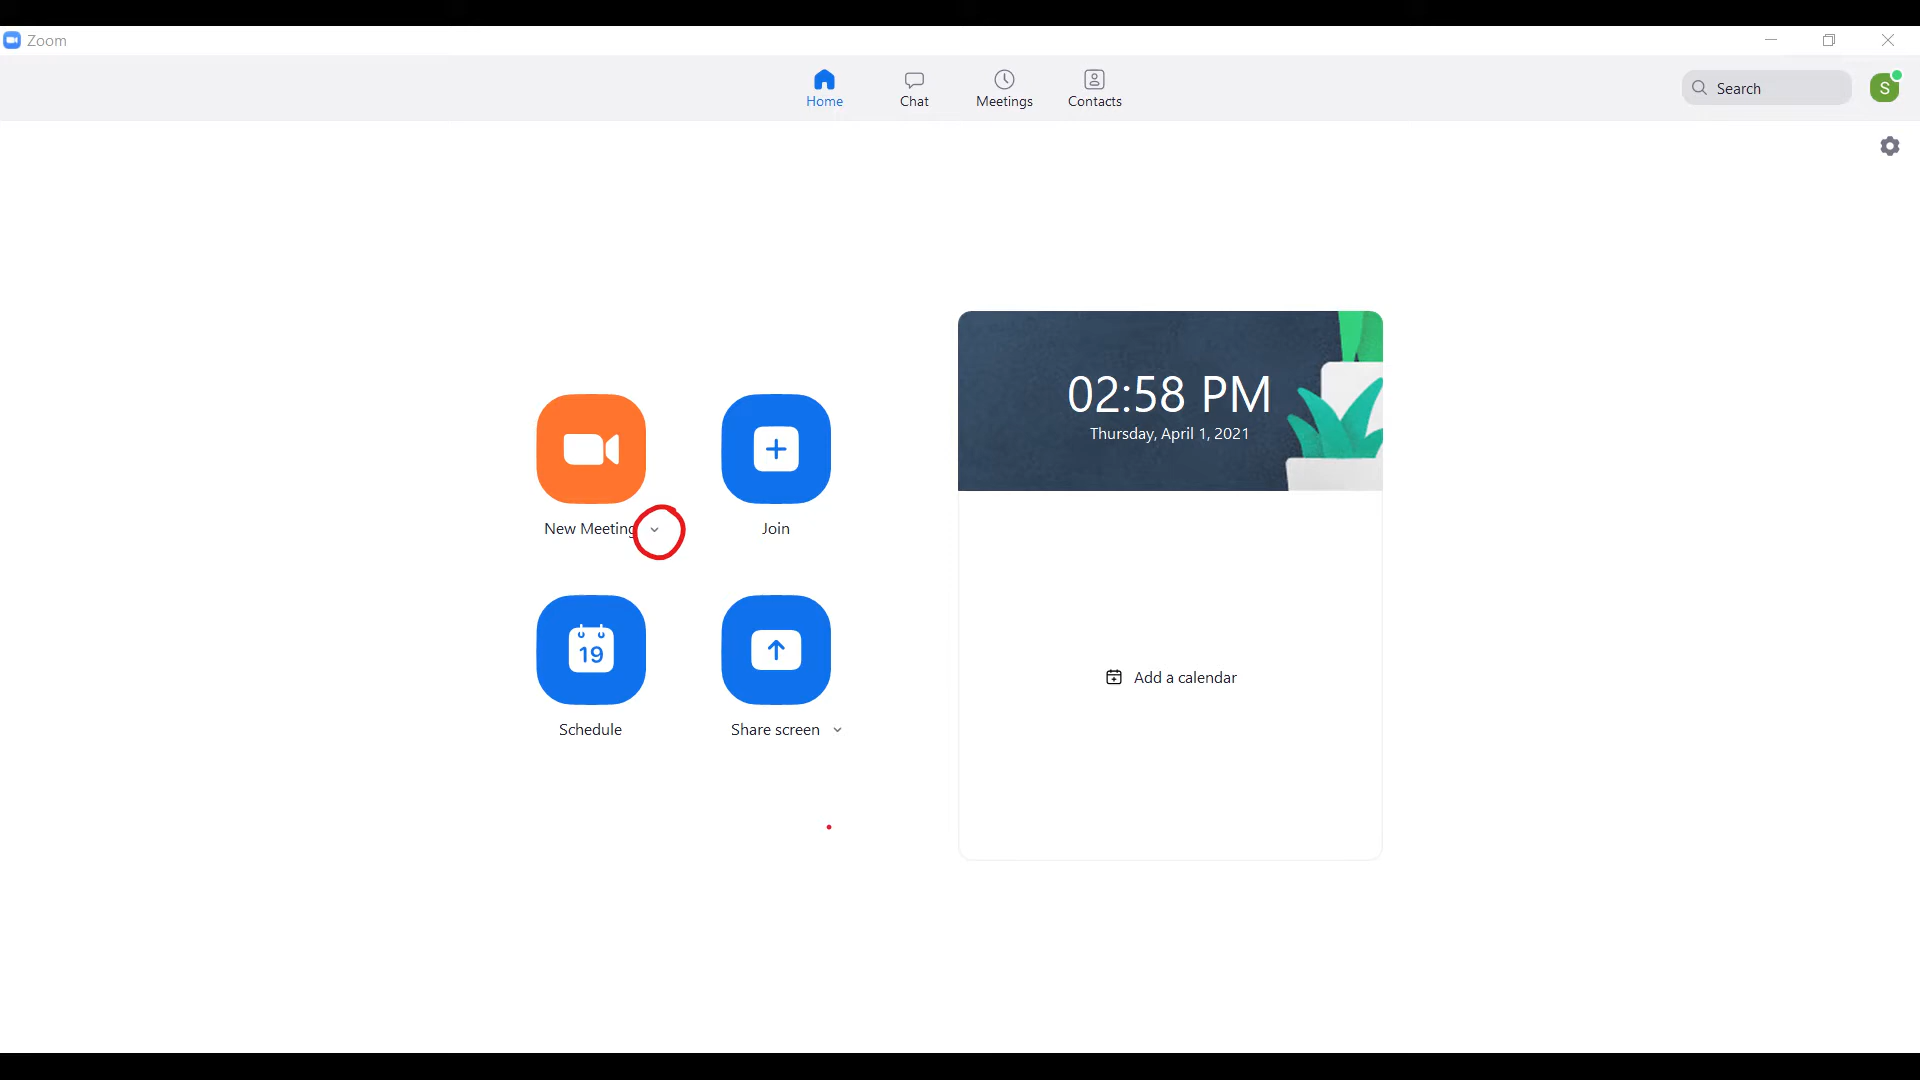 Zoom
Home
Chat
Meetings
Contacts
Search
S
02:58 PM
Thursday, April 1, 2021
New Meeting
Join
19
Schedule
Share screen
Add a calendar